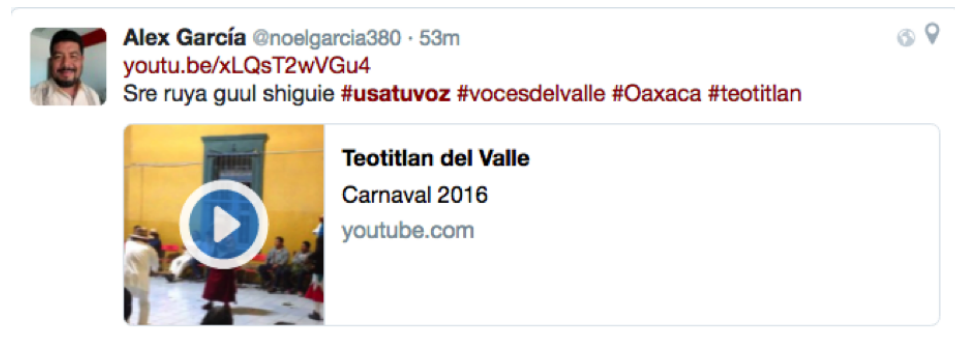 Alex García @noelgarcia380 · 53m
youtu.be/xLQsT2wVGu4
Sre ruya guul shiguie #usatuvoz #vocesdelvalle #Oaxaca #teotitlan
Teotitlan del Valle
Carnaval 2016
youtube.com